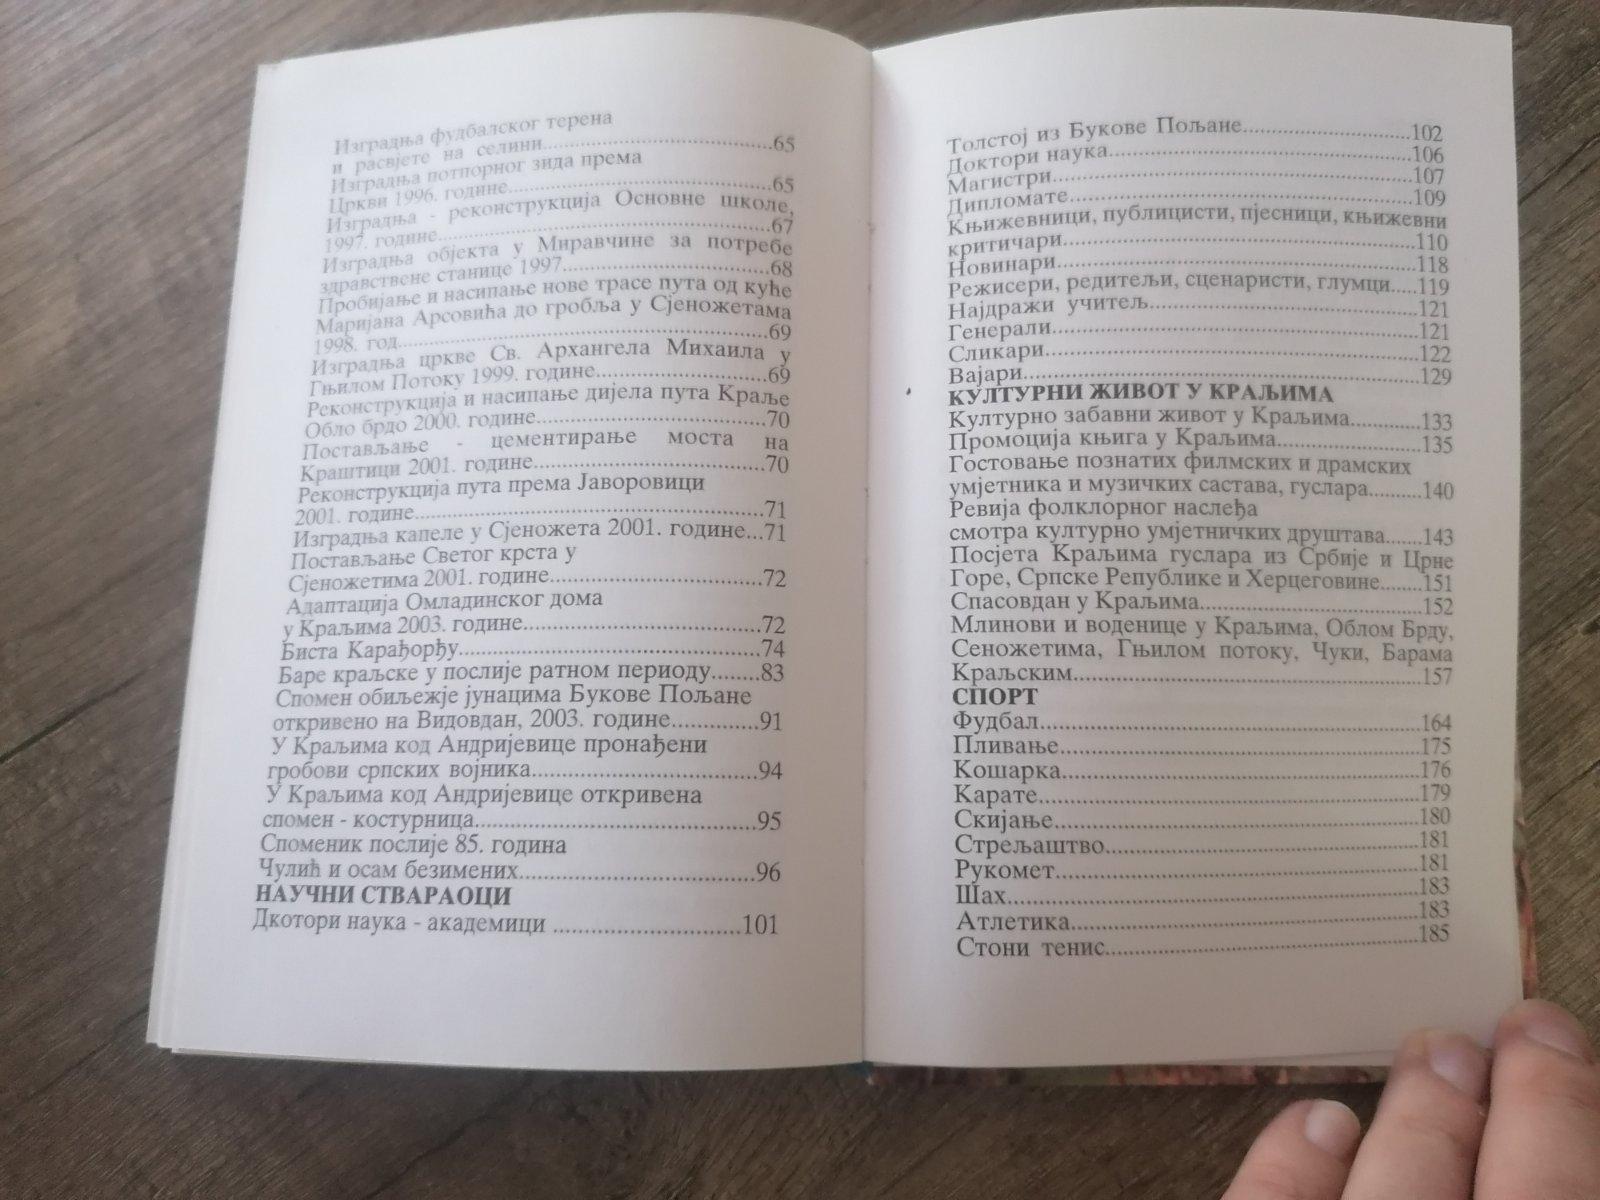 Изградња фудбалског терена
и расвјете на селини....................................65
Изградња потпорног зида према
Цркви 1996. године.........................................65
Изградња - реконструкција Основне школе,
1997. године....................................................67
Изградња објекта у Миравчине за потребе
здравствене станице 1997................................68
Пробијање и насипање нове трасе пута од куће
Маријана Арсовића до гробља у Сјеножетама
1998. год.........................................................69
Изградња цркве Св. Архангела Михаила у
Гњилом Потоку 1999. године..........................69
Реконструкција и насипање дијела пута Краље
Обло брдо 2000. године...................................70
Постављање - цементирање моста на
Краштици 2001. године...................................70
Реконструкција пута према Јаворовици
2001. године....................................................71
Изградња капеле у Сјеножета 2001. године...71
Постављање Светог крста у
Сјеножетима 2001. године...............................72
Адаптација Омладинског дома
у Краљима 2003. године..................................72
Биста Карађорђу.............................................74
Баре краљске у послије ратном периоду.......83
Спомен обиљежје јунацима Букове Пољане
откривено на Видовдан, 2003. године............91
У Краљима код Андријевице пронађени
гробови српских војника................................94
У Краљима код Андријевице откривена
спомен - костурница.......................................95
Споменик послије 85. година
Чулић и осам безимених.................................96
НАУЧНИ СТВАРАОЦИ
Дкотори наука - академици ...........................101
Толстој из Букове Пољане.........................102
Доктори наука............................................106
Магистри....................................................107
Дипломате..................................................109
Књижевници, публицисти, пјесници, књижевни
критичари...................................................110
Новинари....................................................118
Режисери, редитељи, сценаристи, глумци.....119
Најдражи учитељ........................................121
Генерали.....................................................121
Сликари......................................................122
Вајари.........................................................129
КУЛТУРНИ ЖИВОТ У КРАЉИМА
Културно забавни живот у Краљима..........133
Промоција књига у Краљима.....................135
Гостовање познатих филмских и драмских
умјетника и музичких састава, гуслара........140
Ревија фолклорног наслеђа
смотра културно умјетничких друштава......143
Посјета Краљима гуслара из Србије и Црне
Горе, Српске Републике и Херцеговине......151
Спасовдан у Краљима................................152
Млинови и воденице у Краљима, Облом Брду,
Сеножетима, Гњилом потоку, Чуки, Барама
Краљским...................................................157
СПОРТ
Фудбал.......................................................164
Пливање....................................................175
Кошарка....................................................176
Карате.......................................................179
Скијање.....................................................180
Стрељаштво...............................................181
Рукомет.....................................................181
Шах............................................................183
Атлетика....................................................183
Стони тенис...............................................185